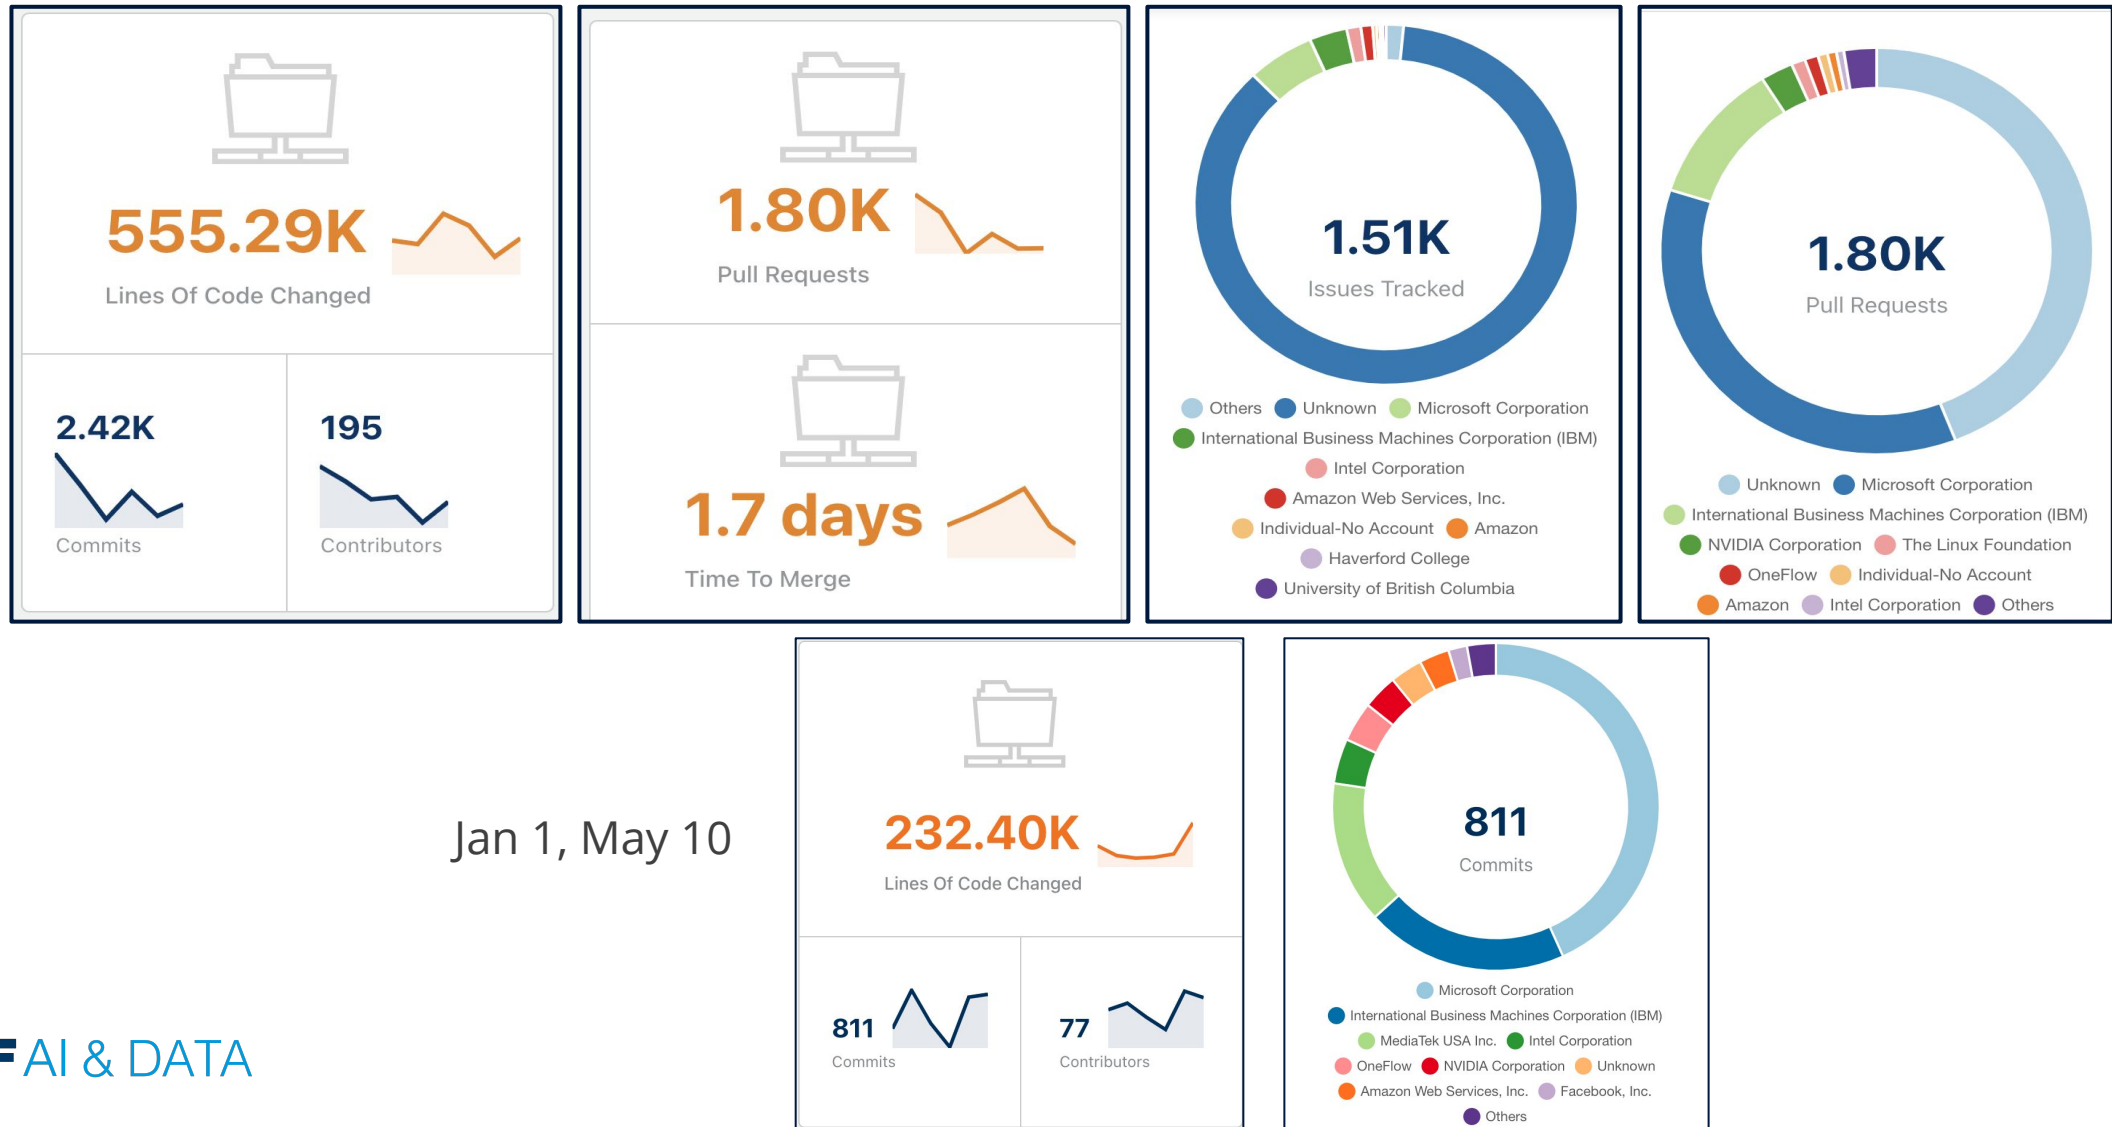 555.29K
Lines Of Code Changed
2.42K
Commits
195
Contributors
1.80K
Pull Requests
1.7 days
Time To Merge
1.51K
Issues Tracked
Others Unknown Microsoft Corporation
International Business Machines Corporation (IBM)
Intel Corporation
Amazon Web Services, Inc.
Individual-No Account Amazon
Haverford College
University of British Columbia
1.80K
Pull Requests
Unknown Microsoft Corporation
International Business Machines Corporation (IBM)
NVIDIA Corporation The Linux Foundation
OneFlow Individual-No Account
Amazon Intel Corporation Others
Jan 1, May 10
232.40K
Lines Of Code Changed
811
Commits
77
Contributors
811
Commits
Microsoft Corporation
International Business Machines Corporation (IBM)
MediaTek USA Inc. Intel Corporation
OneFlow NVIDIA Corporation Unknown
Amazon Web Services, Inc. Facebook, Inc.
Others
AI & DATA